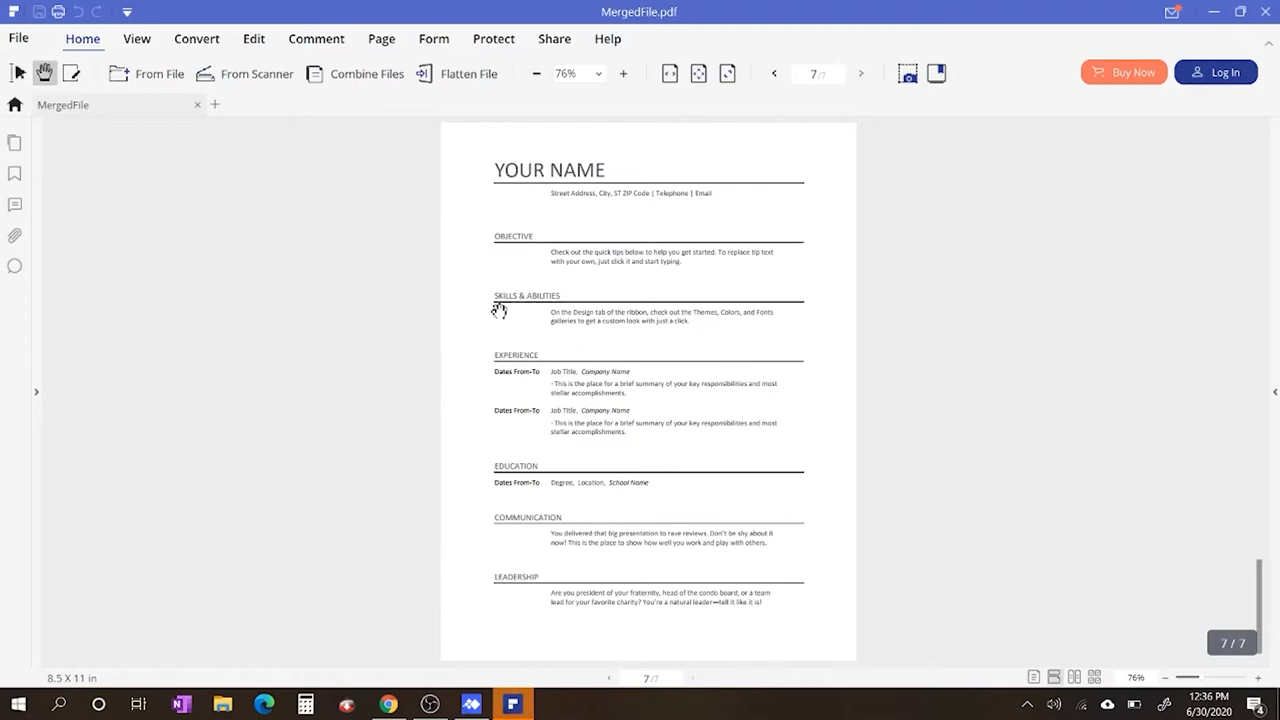 MergedFile.pdf
File Home View Convert Edit Comment Page Form Protect Share Help
From File From Scanner Combine Files Flatten File 76% 7/7 Buy Now Log In
MergedFile
YOUR NAME
Street Address, City, ST ZIP Code | Telephone | Email
OBJECTIVE
Check out the quick tips below to help you get started. To replace tip text
with your own, just click it and start typing.
SKILLS & ABILITIES
On the Design tab of the ribbon, check out the Themes, Colors, and Fonts
galleries to get a custom look with just a click.
EXPERIENCE
Dates From-To Job Title, Company Name
- This is the place for a brief summary of your key responsibilities and most
stellar accomplishments.
Dates From-To Job Title, Company Name
- This is the place for a brief summary of your key responsibilities and most
stellar accomplishments.
EDUCATION
Dates From-To Degree, Location, School Name
COMMUNICATION
You delivered that big presentation to rave reviews. Don't be shy about it
now! This is the place to show how well you work and play with others.
LEADERSHIP
Are you president of your fraternity, head of the condo board, or a team
lead for your favorite charity? You're a natural leader—tell it like it is!
7 / 7
8.5 X 11 in 7/7 76%
12:36 PM
6/30/2020